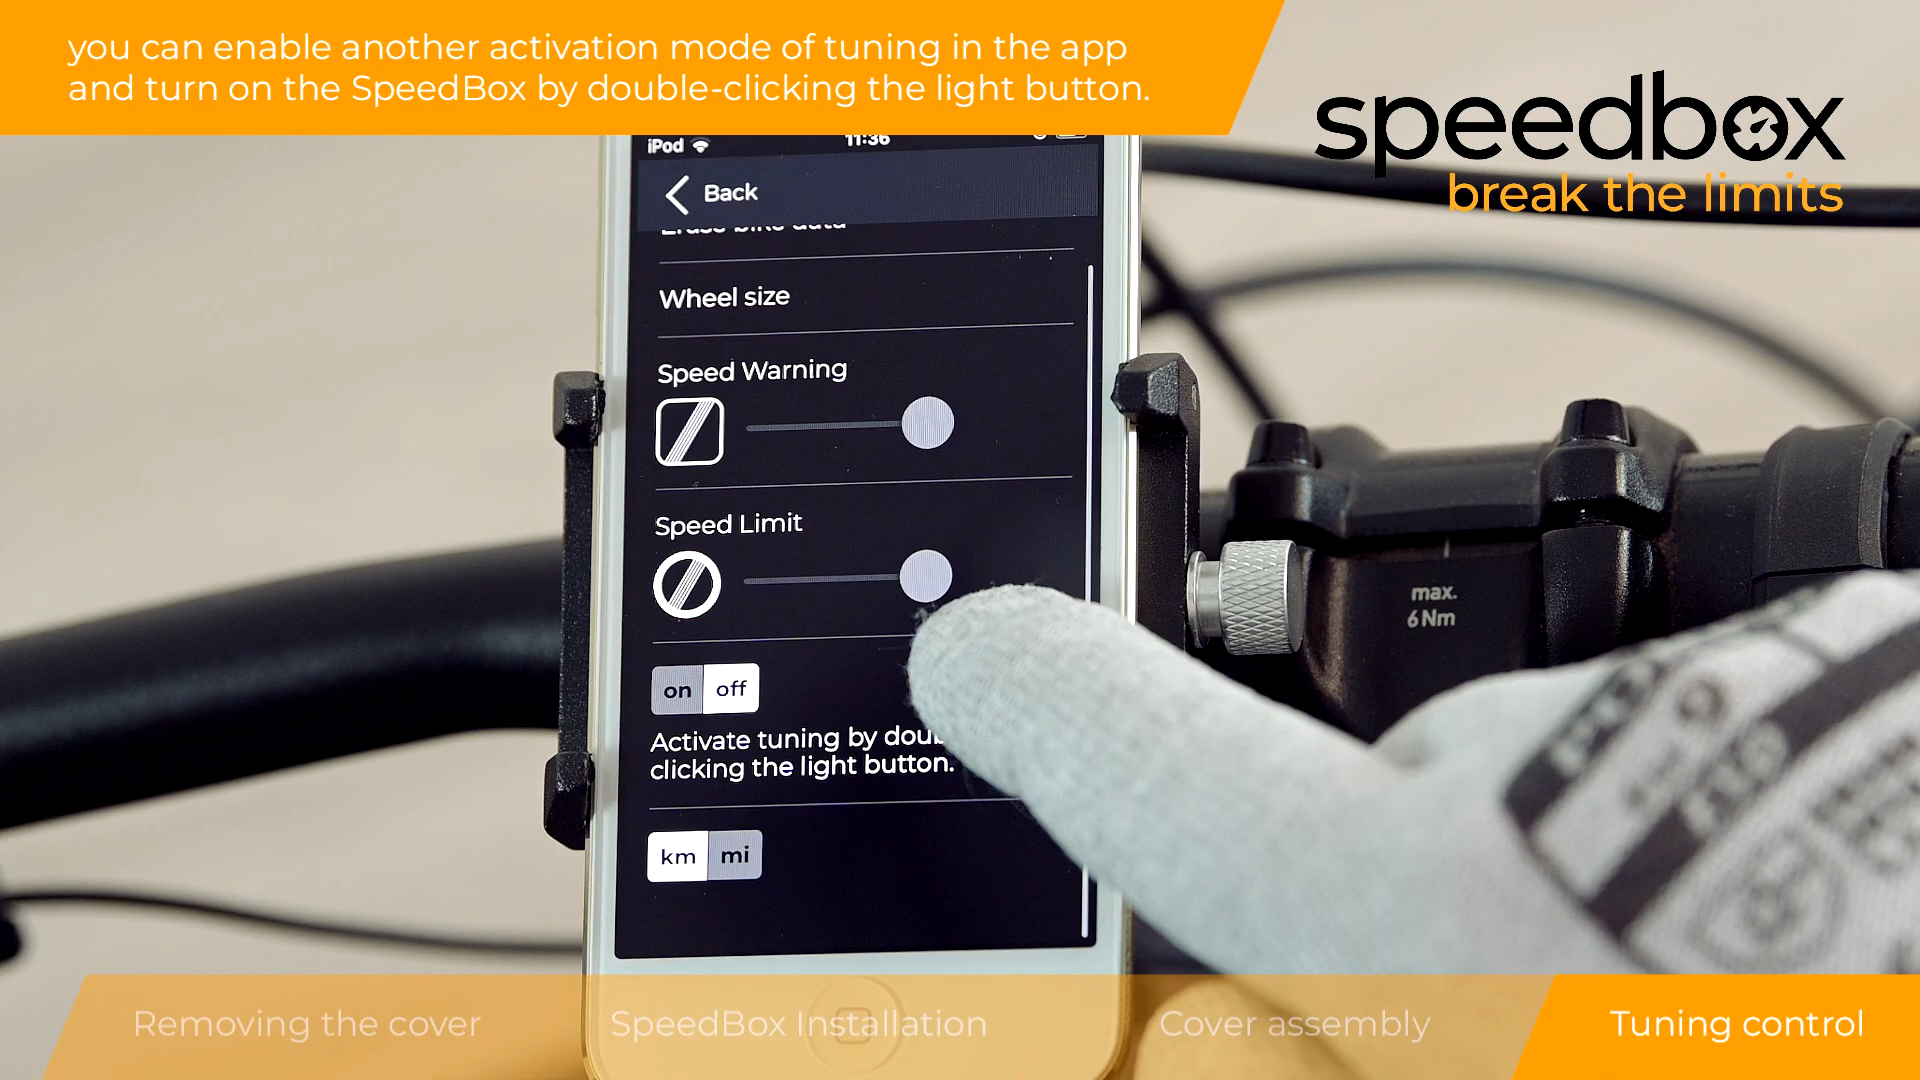 you can enable another activation mode of tuning in the app
and turn on the SpeedBox by double-clicking the light button.
speedbox
break the limits
iPod 11:36
Back
Erase bike data
Wheel size
Speed Warning
Speed Limit
on off
Activate tuning by
clicking the light button.
km mi
max.
6 Nm
Removing the cover SpeedBox Installation Cover assembly Tuning control